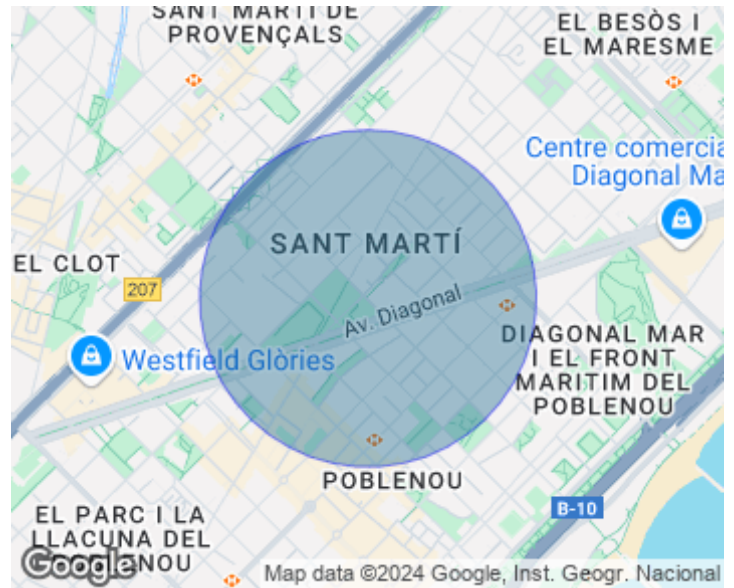 SANT MARTÍ DE
PROVENÇALS
EL BESÒS I
EL MARESME
Centre comercia
Diagonal Ma
SANT MARTÍ
EL CLOT
207
Av. Diagonal
Westfield Glòries
DIAGONAL MAR
I EL FRONT
MARITIM DEL
POBLENOU
POBLENOU
B-10
EL PARC I LA
LLACUNA DEL
POBLENOU
Google
Map data ©2024 Google, Inst. Geogr. Nacional